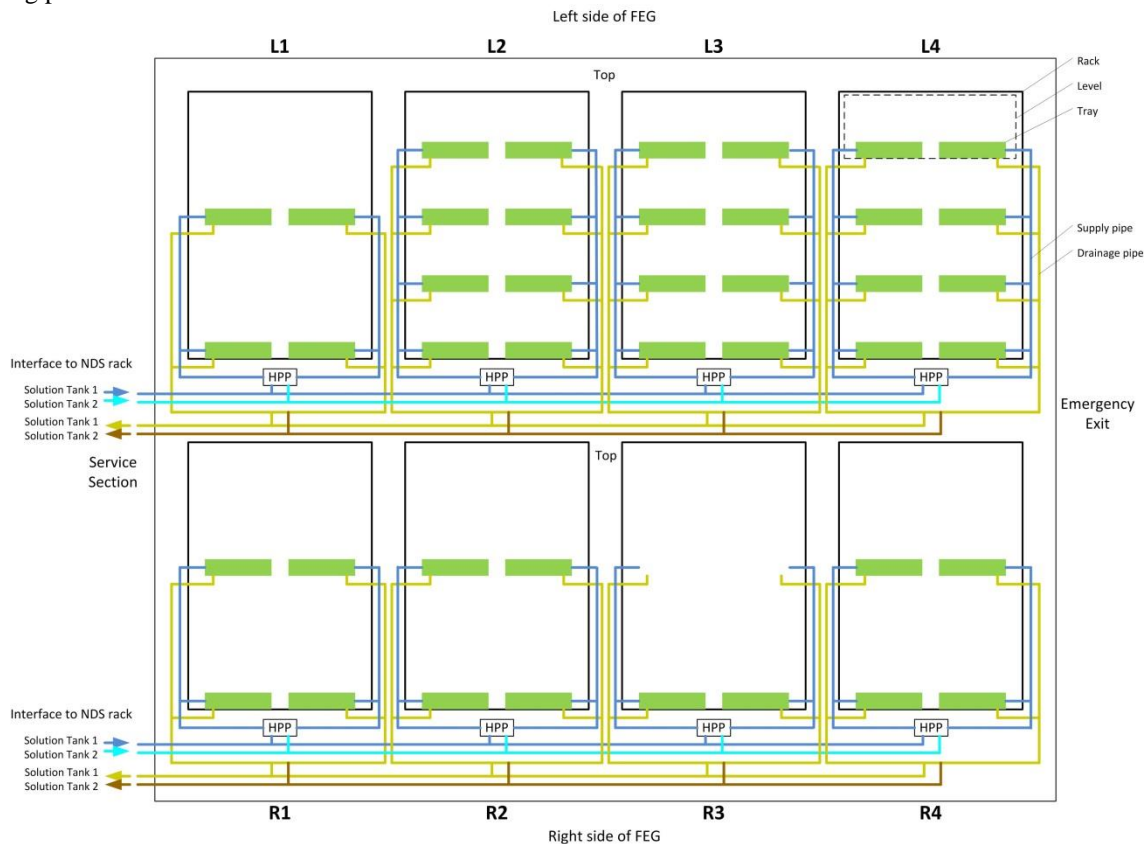 Left side of FEG
L1 L2 L3 L4
Top
Rack
Level
Tray
Supply pipe
Drainage pipe
Interface to NDS rack
HPP HPP HPP HPP
Solution Tank 1
Solution Tank 2
Solution Tank 1
Solution Tank 2
Emergency
Exit
Service
Section
Top
Interface to NDS rack
HPP HPP HPP HPP
Solution Tank 1
Solution Tank 2
Solution Tank 1
Solution Tank 2
R1 R2 R3 R4
Right side of FEG